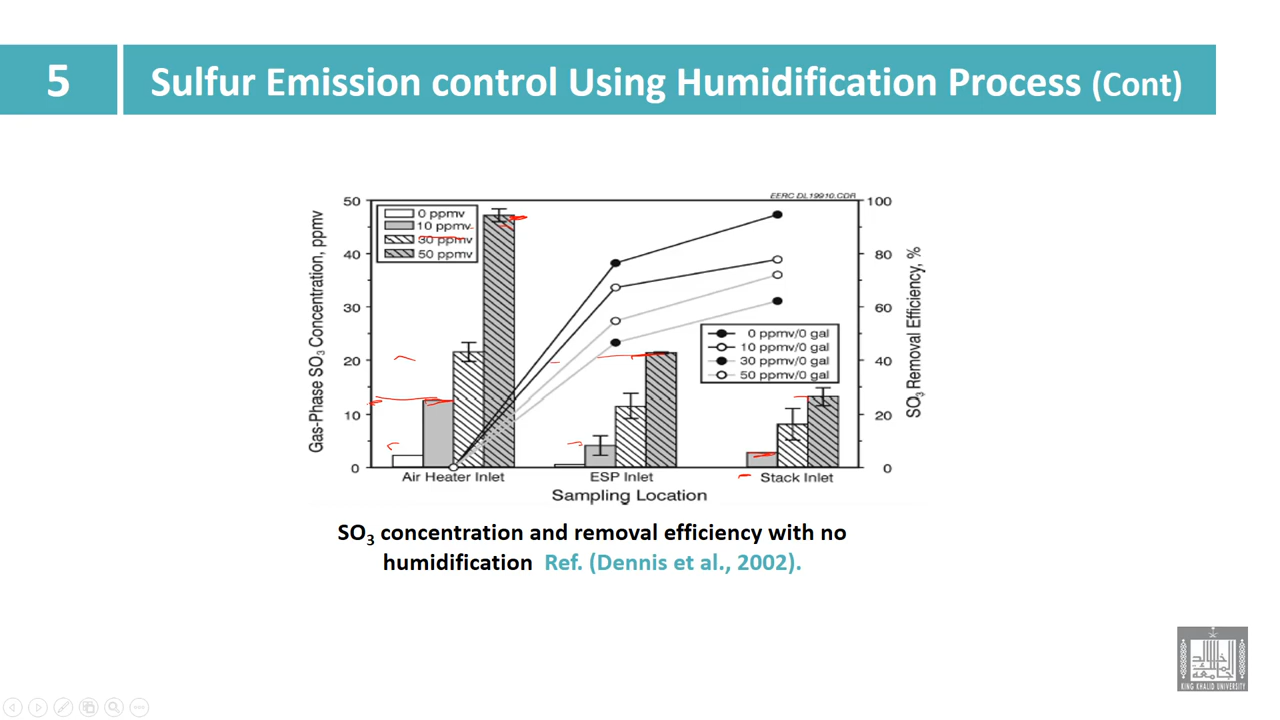 5
Sulfur Emission control Using Humidification Process (Cont)
EERC DL19910.CDR
Gas-Phase SO3 Concentration, ppmv
50
40
30
20
10
0
0 ppmv
10 ppmv
30 ppmv
50 ppmv
0 ppmv/0 gal
10 ppmv/0 gal
30 ppmv/0 gal
50 ppmv/0 gal
100
80
60
40
20
0
SO3 Removal Efficiency, %
Air Heater Inlet
ESP Inlet
Stack Inlet
Sampling Location
SO3 concentration and removal efficiency with no
humidification Ref. (Dennis et al., 2002).
جامعة الملك خالد
KING KHALID UNIVERSITY